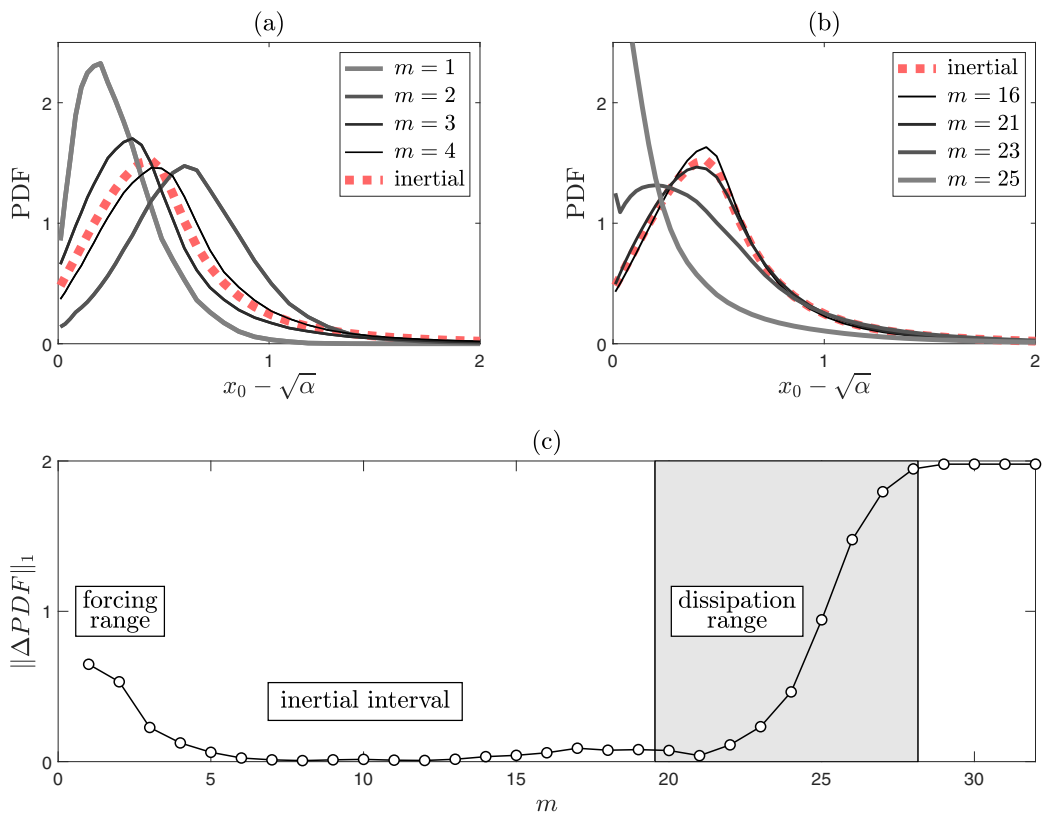 (a)
PDF
2
1
0
0
1
2
x₀ − √α
m = 1
m = 2
m = 3
m = 4
inertial
(b)
PDF
2
1
0
0
1
2
x₀ − √α
inertial
m = 16
m = 21
m = 23
m = 25
(c)
‖ΔPDF‖₁
2
1
0
forcing
range
inertial interval
dissipation
range
0
5
10
15
20
25
30
m